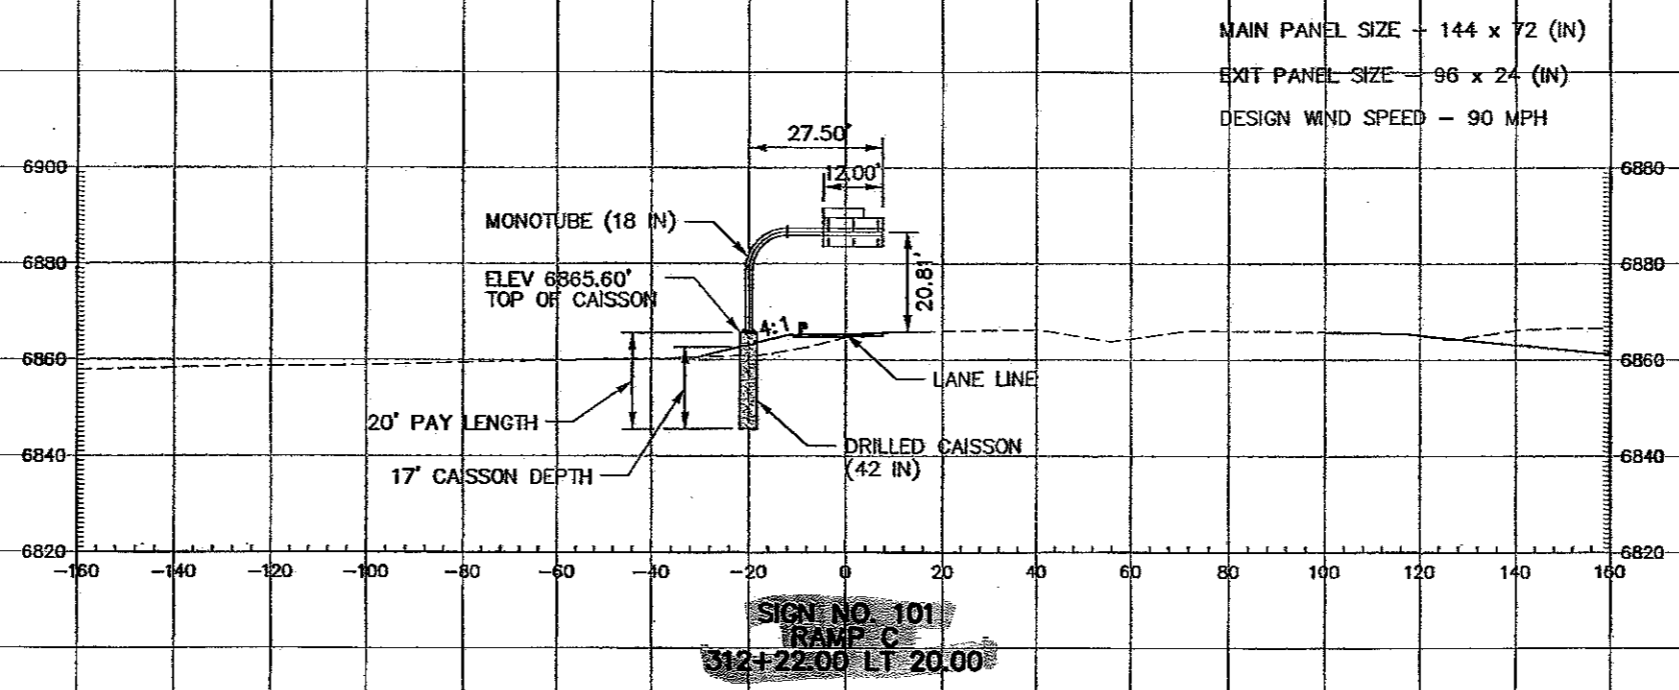 MAIN PANEL SIZE - 144 x 72 (IN)
EXIT PANEL SIZE - 96 x 24 (IN)
DESIGN WIND SPEED - 90 MPH
27.50'
12.00'
6900
6880
MONOTUBE (18 IN)
6880
6880
ELEV 6865.60'
TOP OF CAISSON
20.81'
4:1 P
6860
6860
LANE LINE
20' PAY LENGTH
DRILLED CAISSON
(42 IN)
17' CAISSON DEPTH
6840
6840
6820
6820
-160 -140 -120 -100 -80 -60 -40 -20 0 20 40 60 80 100 120 140 160
SIGN NO. 101
RAMP C
312+22.00 LT 20.00